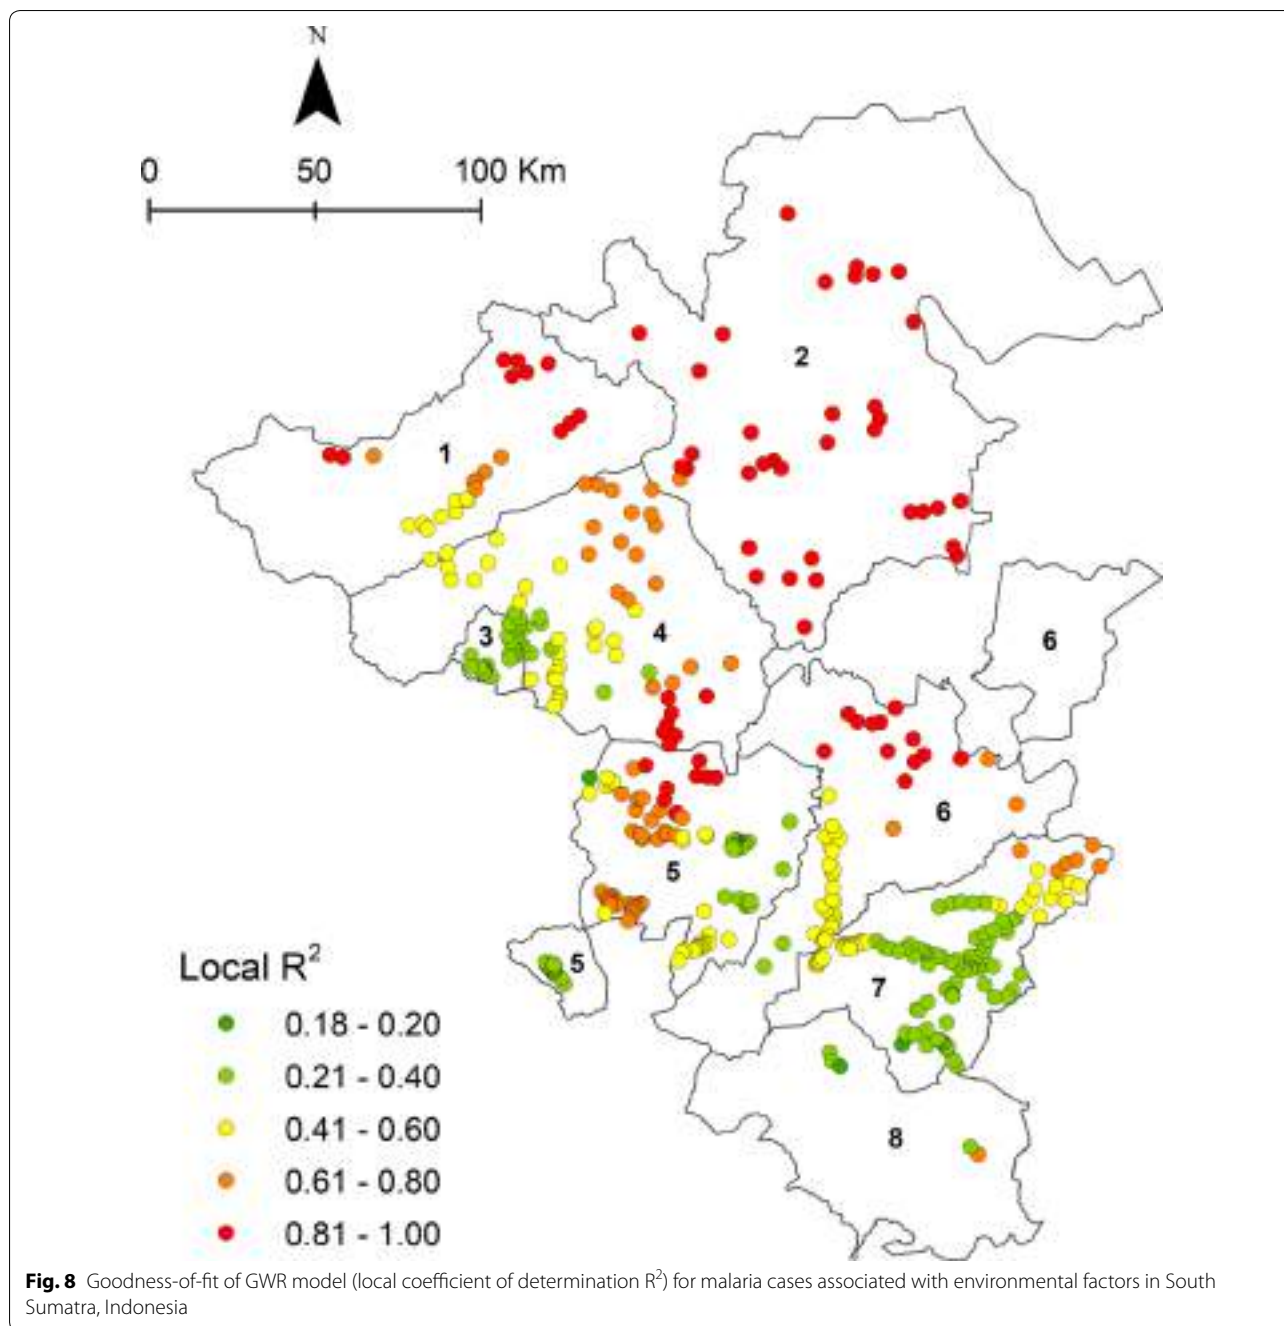 N
0 50 100 Km
2
1
3
4
6
6
5
5
7
8
Local R²
0.18 - 0.20
0.21 - 0.40
0.41 - 0.60
0.61 - 0.80
0.81 - 1.00
Fig. 8 Goodness-of-fit of GWR model (local coefficient of determination R²) for malaria cases associated with environmental factors in South
Sumatra, Indonesia